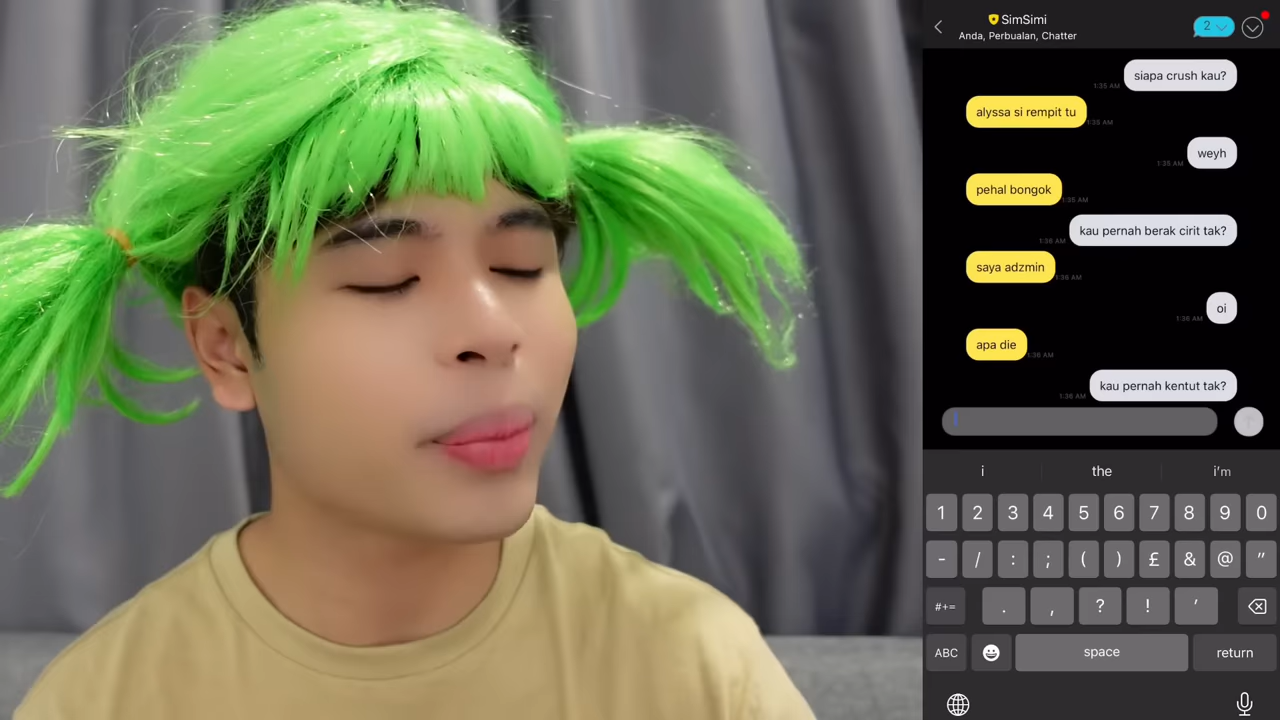 SimSimi
Anda, Perbualan, Chatter
2
siapa crush kau?
1:35 AM
alyssa si rempit tu
1:35 AM
weyh
1:35 AM
pehal bongok
1:35 AM
kau pernah berak cirit tak?
1:36 AM
saya adzmin
1:36 AM
oi
1:36 AM
apa die
1:36 AM
kau pernah kentut tak?
1:36 AM
i the i'm
1 2 3 4 5 6 7 8 9 0
- / : ; ( ) £ & @ "
#+= . , ? ! '
ABC space return